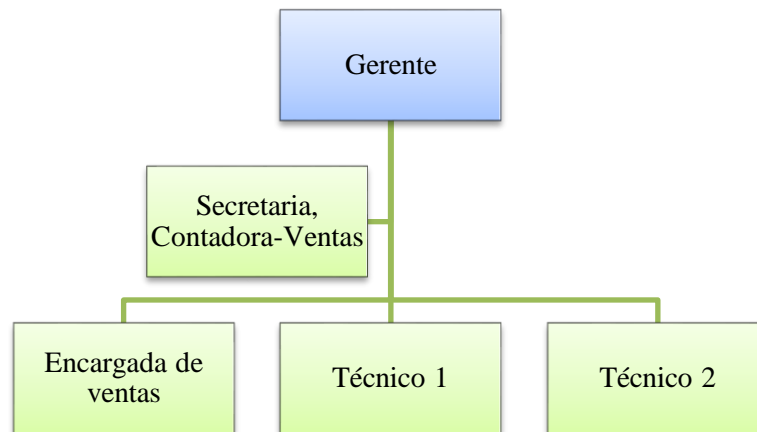 Gerente
Secretaria,
Contadora-Ventas
Encargada de
ventas
Técnico 1
Técnico 2